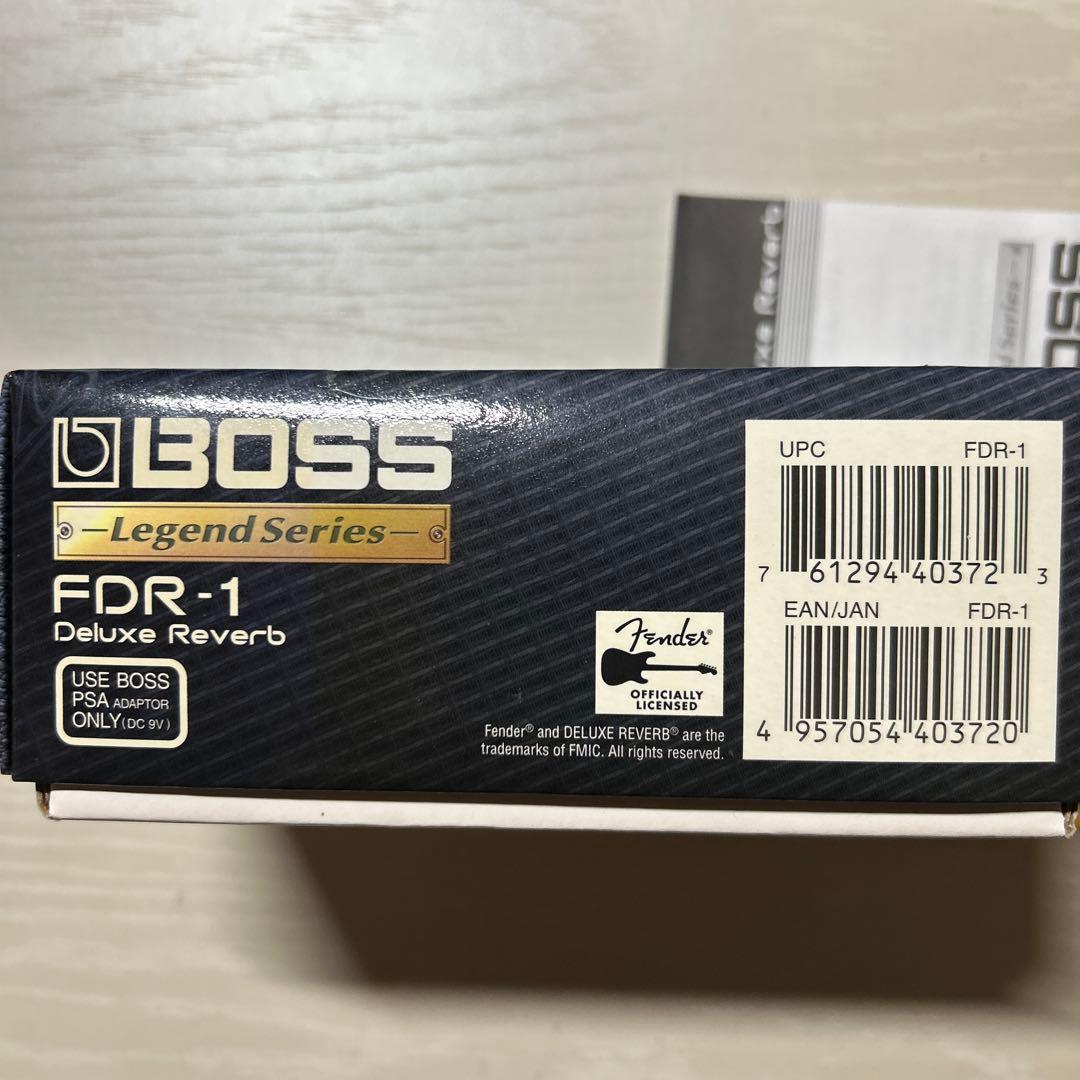 BOSS
Legend Series
FDR-1
Deluxe Reverb
USE BOSS
PSA ADAPTOR
ONLY (DC 9V)
Fender®
OFFICIALLY
LICENSED
Fender® and DELUXE REVERB® are the
trademarks of FMIC. All rights reserved.
UPC FDR-1
7 61294 40372 3
EAN/JAN FDR-1
4 957054 403720
Reverb
Series